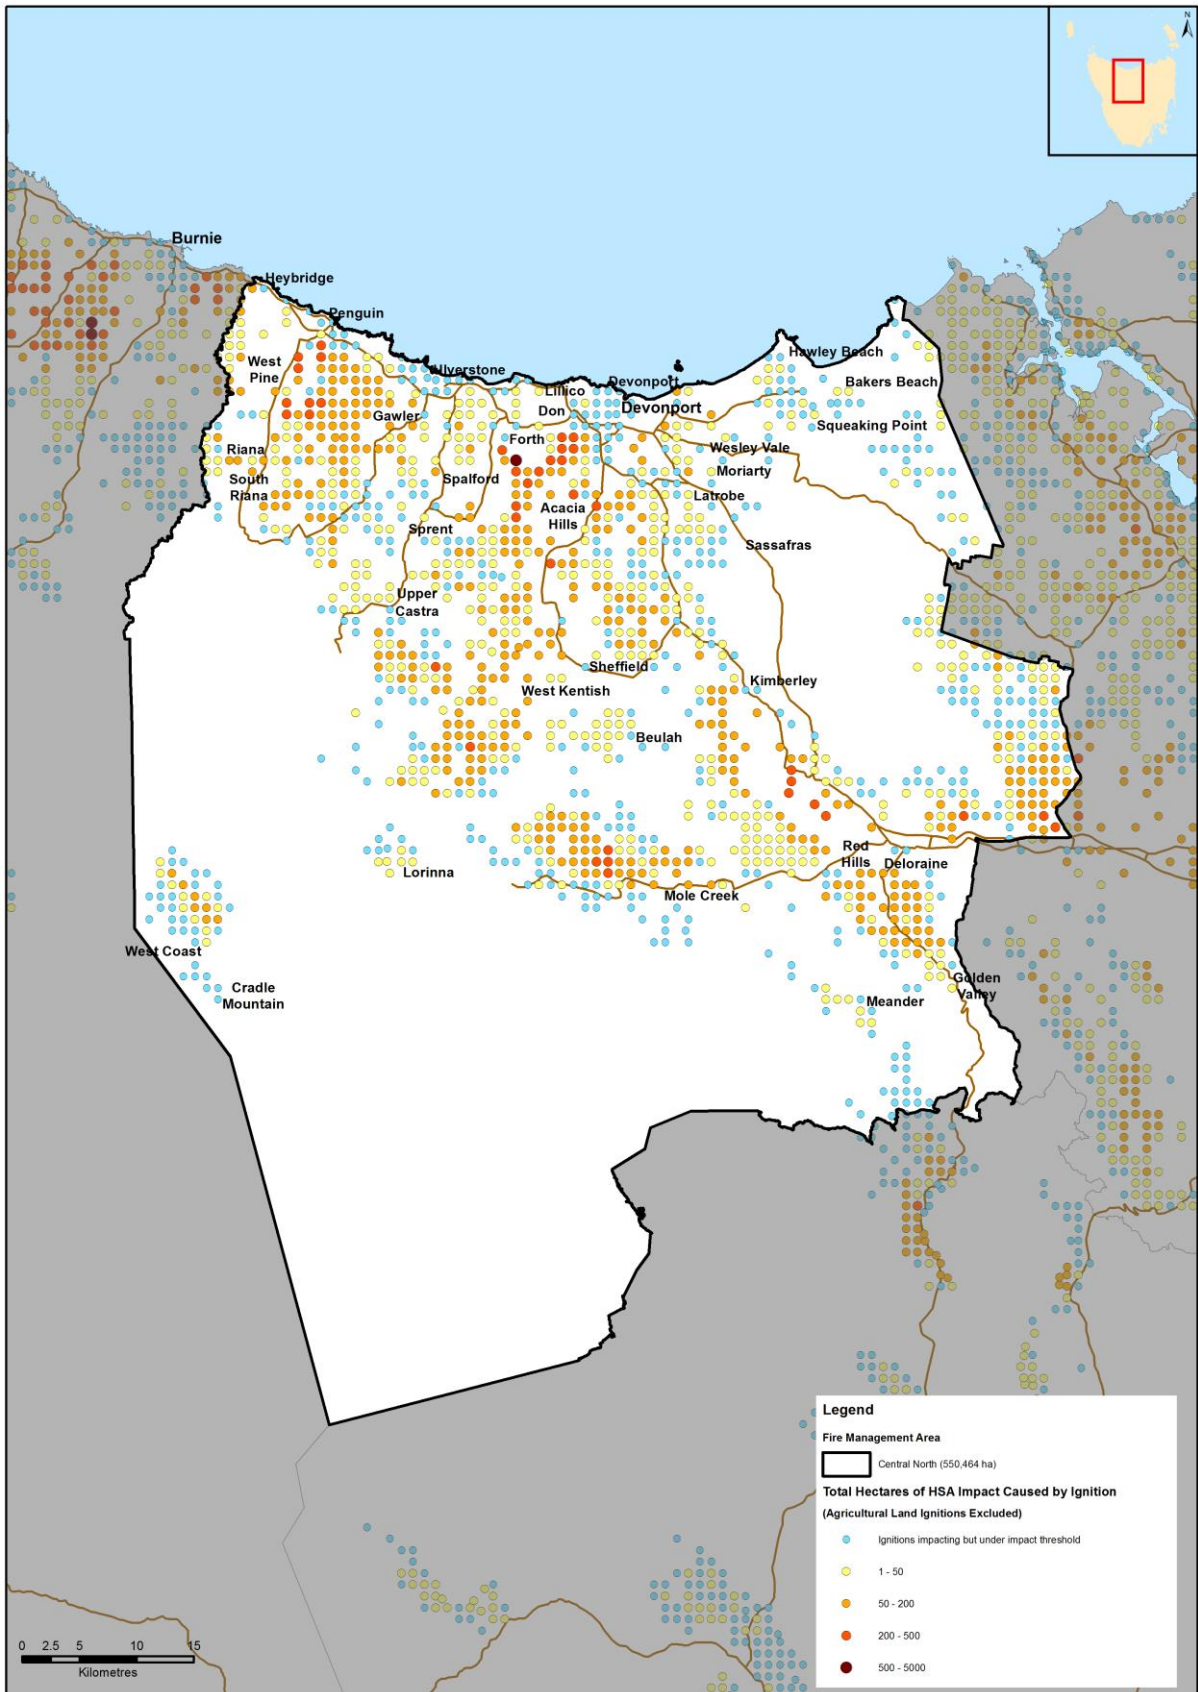 N
Burnie
Heybridge
Penguin
West
Pine
Ulverstone
Lillico
Devonport
Hawley Beach
Bakers Beach
Gawler
Don
Devonport
Squeaking Point
Riana
Forth
Wesley Vale
South
Riana
Spalford
Moriarty
Latrobe
Sprent
Acacia
Hills
Sassafras
Upper
Castra
Sheffield
West Kentish
Kimberley
Beulah
Lorinna
Red
Hills
Deloraine
Mole Creek
West Coast
Cradle
Mountain
Meander
Golden
Valley
Legend
Fire Management Area
Central North (550,464 ha)
Total Hectares of HSA Impact Caused by Ignition
(Agricultural Land Ignitions Excluded)
Ignitions impacting but under impact threshold
1 - 50
50 - 200
200 - 500
500 - 5000
0 2.5 5 10 15
Kilometres